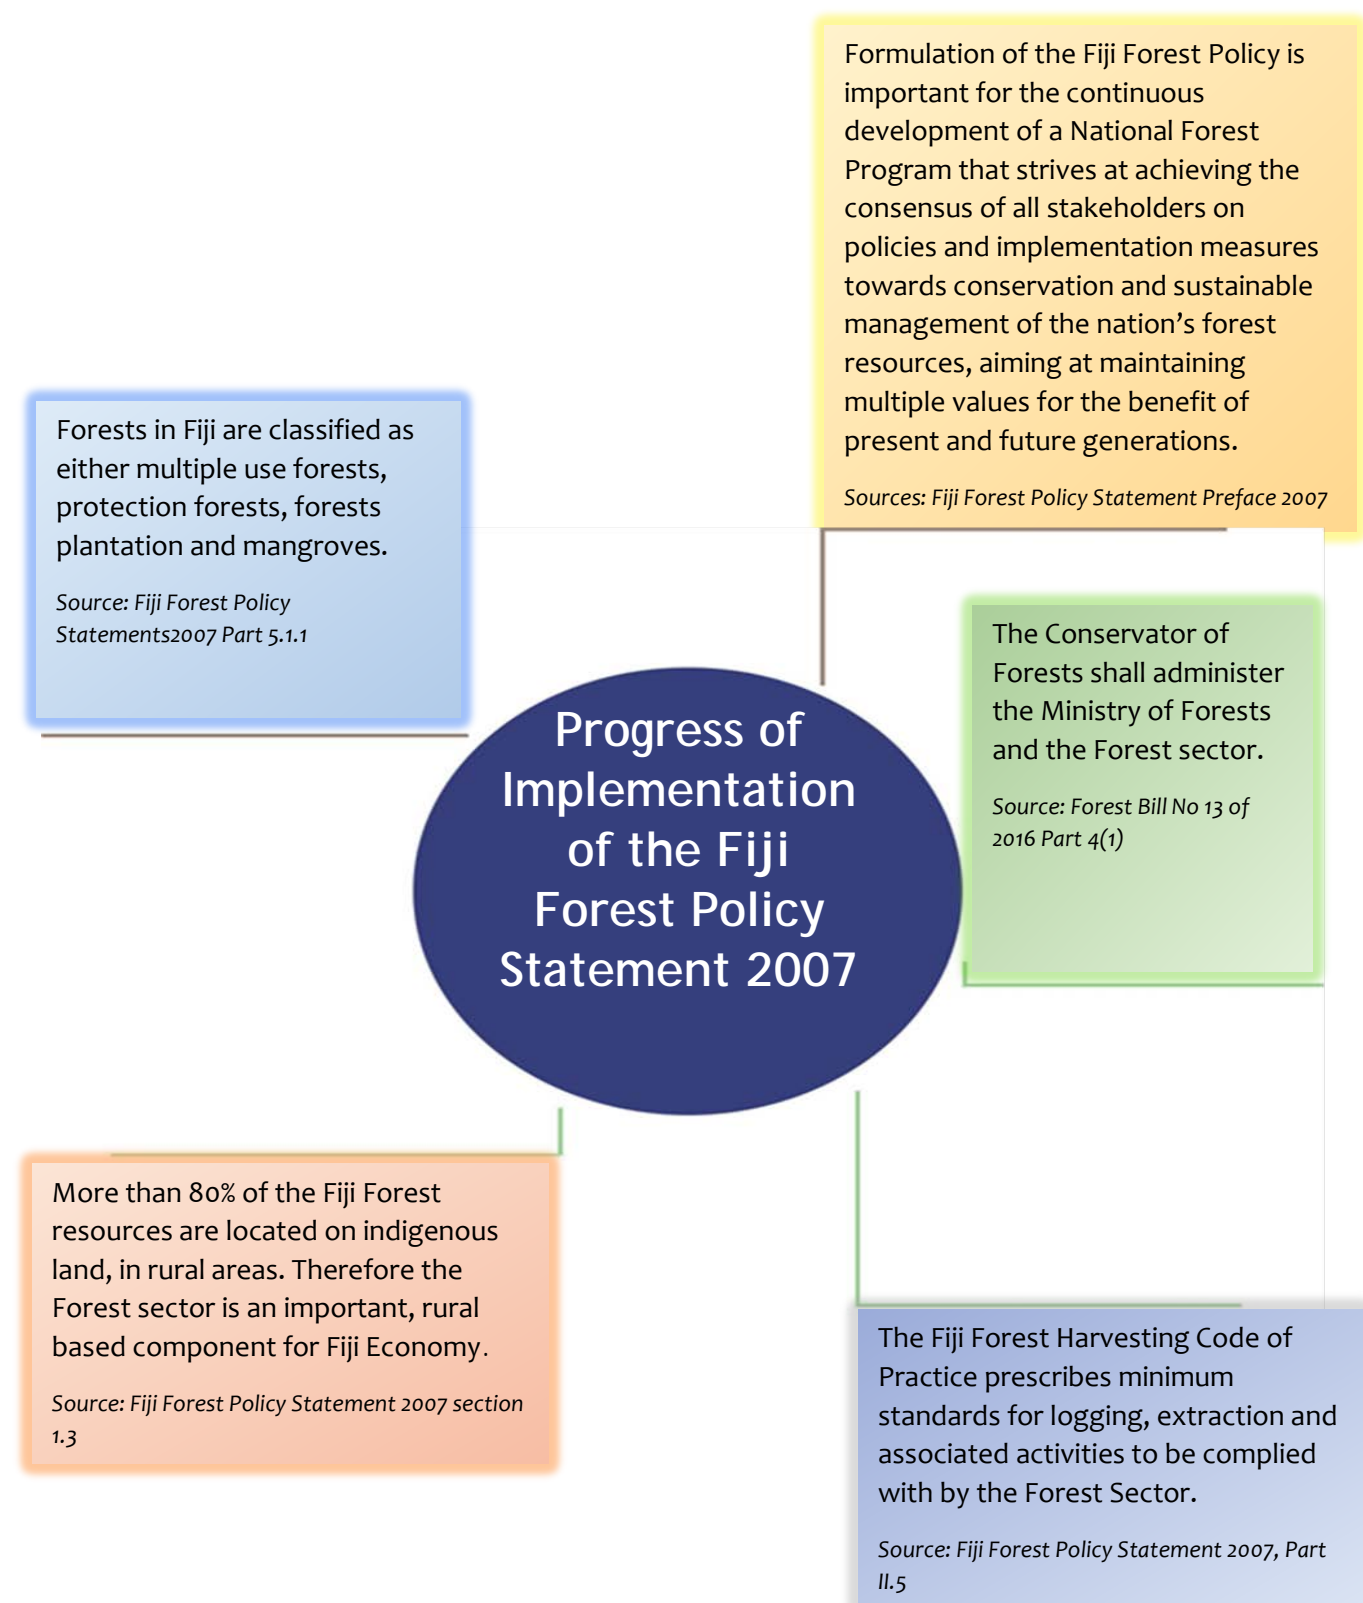 Formulation of the Fiji Forest Policy is
important for the continuous
development of a National Forest
Program that strives at achieving the
consensus of all stakeholders on
policies and implementation measures
towards conservation and sustainable
management of the nation’s forest
resources, aiming at maintaining
multiple values for the benefit of
present and future generations.
Sources: Fiji Forest Policy Statement Preface 2007
Forests in Fiji are classified as
either multiple use forests,
protection forests, forests
plantation and mangroves.
Source: Fiji Forest Policy
Statements2007 Part 5.1.1
The Conservator of
Forests shall administer
the Ministry of Forests
and the Forest sector.
Source: Forest Bill No 13 of
2016 Part 4(1)
Progress of
Implementation
of the Fiji
Forest Policy
Statement 2007
More than 80% of the Fiji Forest
resources are located on indigenous
land, in rural areas. Therefore the
Forest sector is an important, rural
based component for Fiji Economy.
Source: Fiji Forest Policy Statement 2007 section
1.3
The Fiji Forest Harvesting Code of
Practice prescribes minimum
standards for logging, extraction and
associated activities to be complied
with by the Forest Sector.
Source: Fiji Forest Policy Statement 2007, Part
II.5